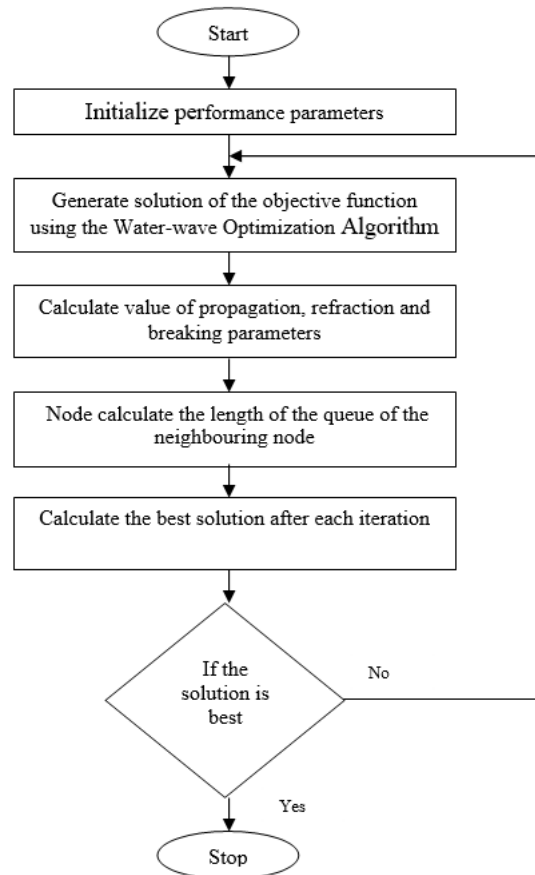 Start
Initialize performance parameters
Generate solution of the objective function
using the Water-wave Optimization Algorithm
Calculate value of propagation, refraction and
breaking parameters
Node calculate the length of the queue of the
neighbouring node
Calculate the best solution after each iteration
If the
solution is
best
No
Yes
Stop